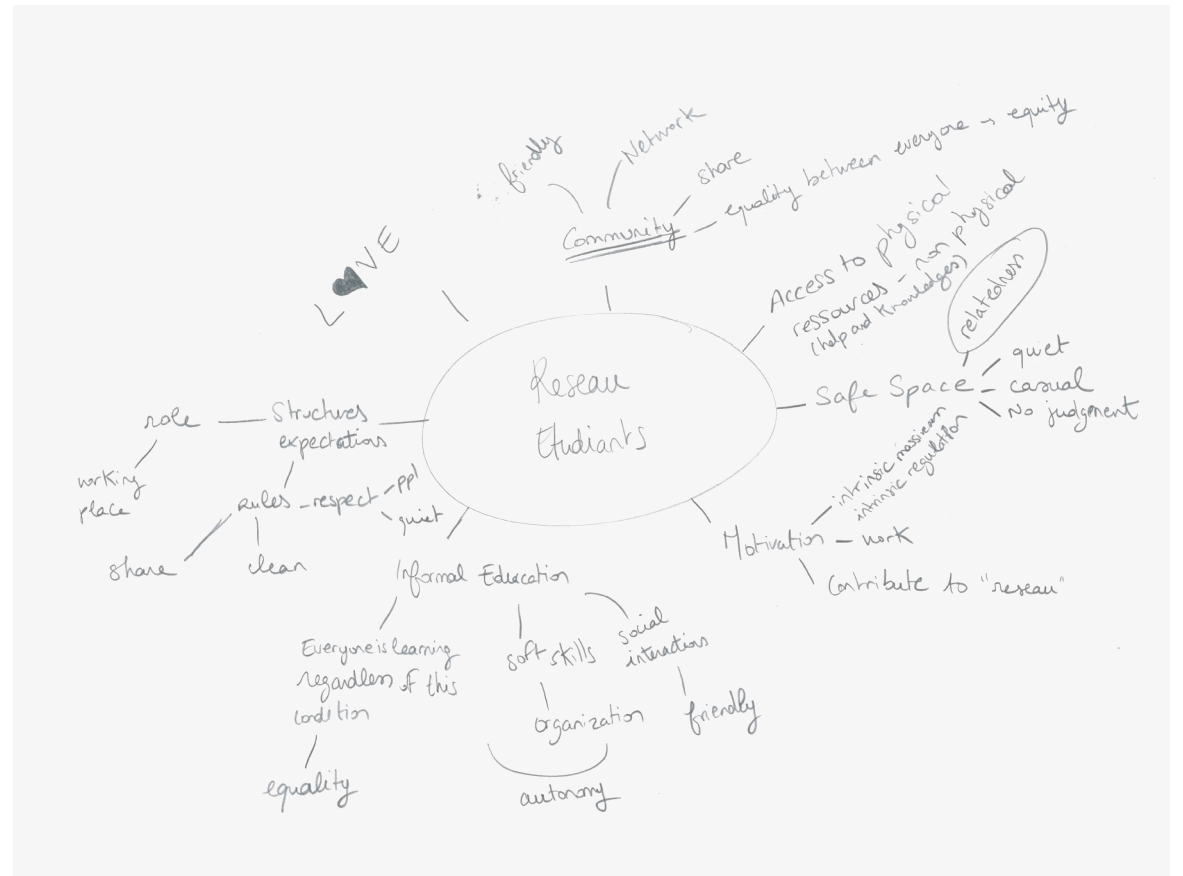 Reseau
Etudiants
LOVE
friendly
Network
share
equality between everyone → equity
Community
Access to physical
ressources - non physical
(help and knowledges)
relatedness
Safe Space
quiet
casual
No judgment
intrinsic
intrinsic regulation
Motivation - work
Contribute to "reseau"
Informal Education
Everyone is learning
regardless of this
condition
equality
soft skills
organization
autonomy
social
interactions
friendly
Structures
expectations
role
working
place
Rules - respect - ppl
quiet
clean
share